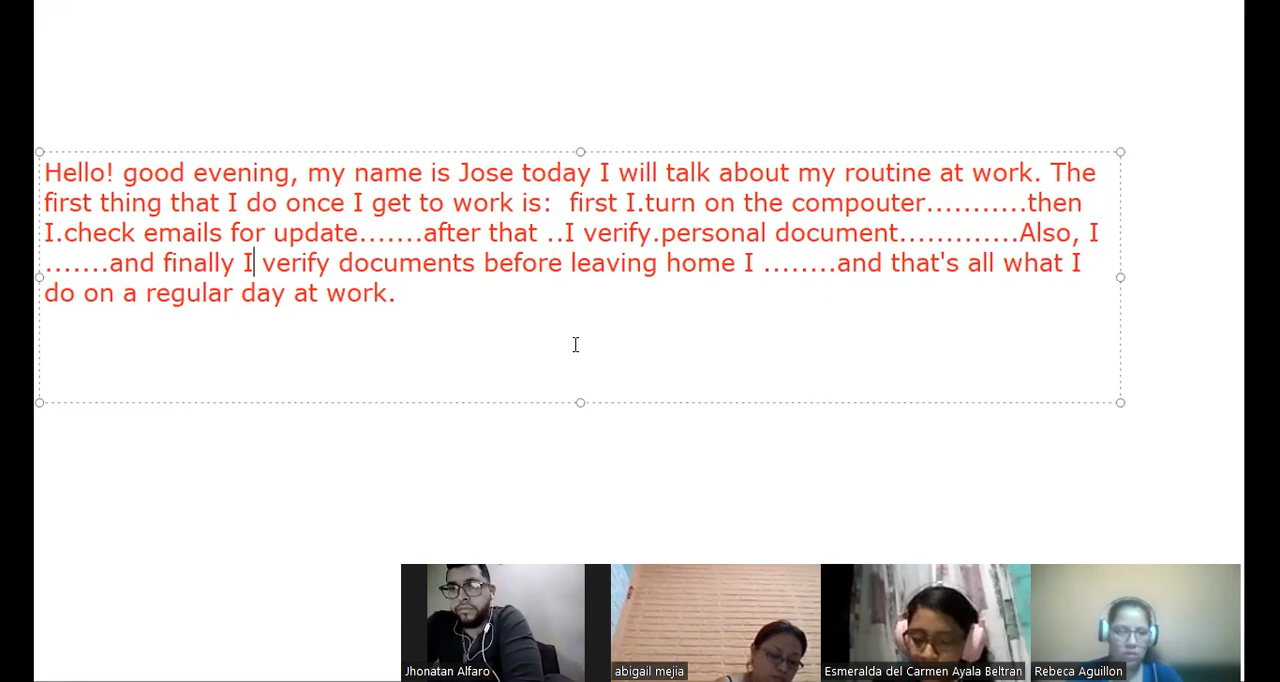 Hello! good evening, my name is Jose today I will talk about my routine at work. The
first thing that I do once I get to work is:  first I.turn on the compouter...........then
I.check emails for update.......after that ..I verify.personal document.............Also, I
.......and finally I verify documents before leaving home I ........and that's all what I
do on a regular day at work.
Jhonatan Alfaro
abigail mejia
Esmeralda del Carmen Ayala Beltran
Rebeca Aguillon